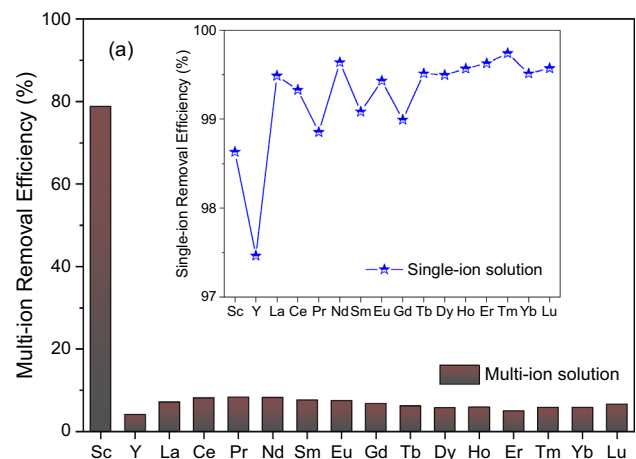 (a)
Multi-ion Removal Efficiency (%)
100
80
60
40
20
0
Sc Y La Ce Pr Nd Sm Eu Gd Tb Dy Ho Er Tm Yb Lu
Multi-ion solution
Single-ion Removal Efficiency (%)
100
99
98
97
Sc Y La Ce Pr Nd Sm Eu Gd Tb Dy Ho Er Tm Yb Lu
Single-ion solution